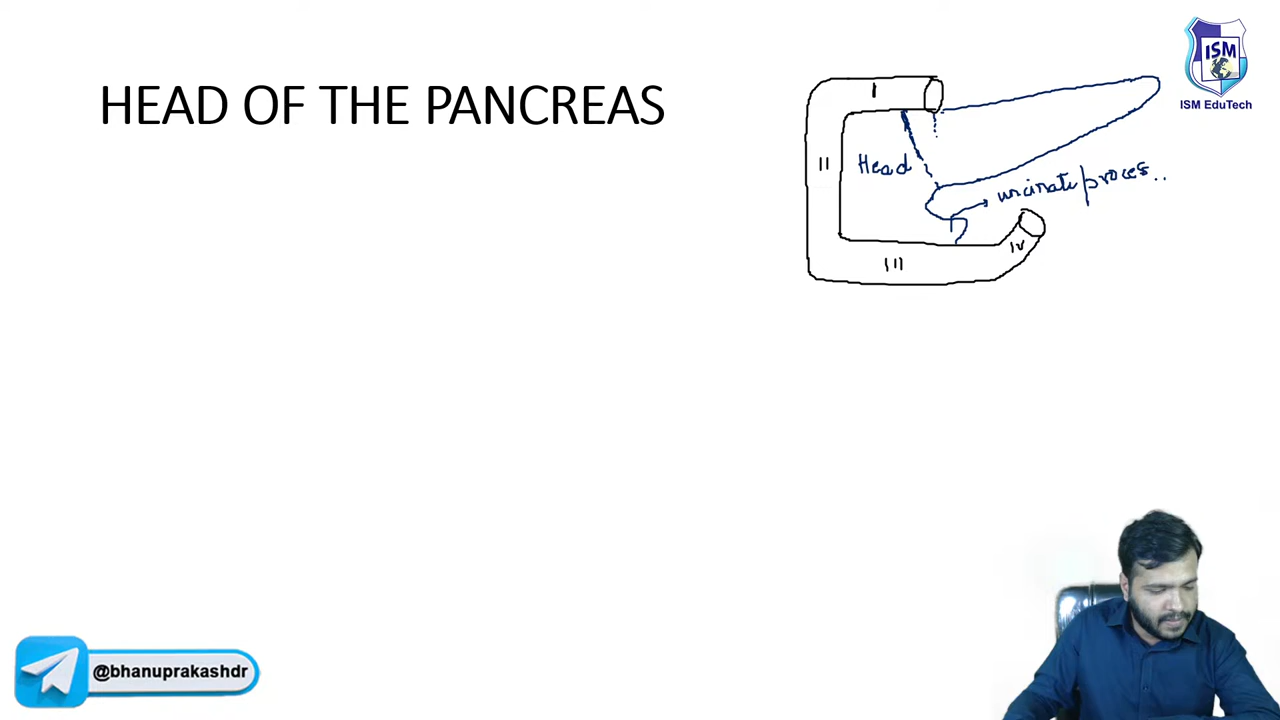 HEAD OF THE PANCREAS
ISM
ISM EduTech
I
II
Head
uncinate process..
III
IV
@bhanuprakashdr